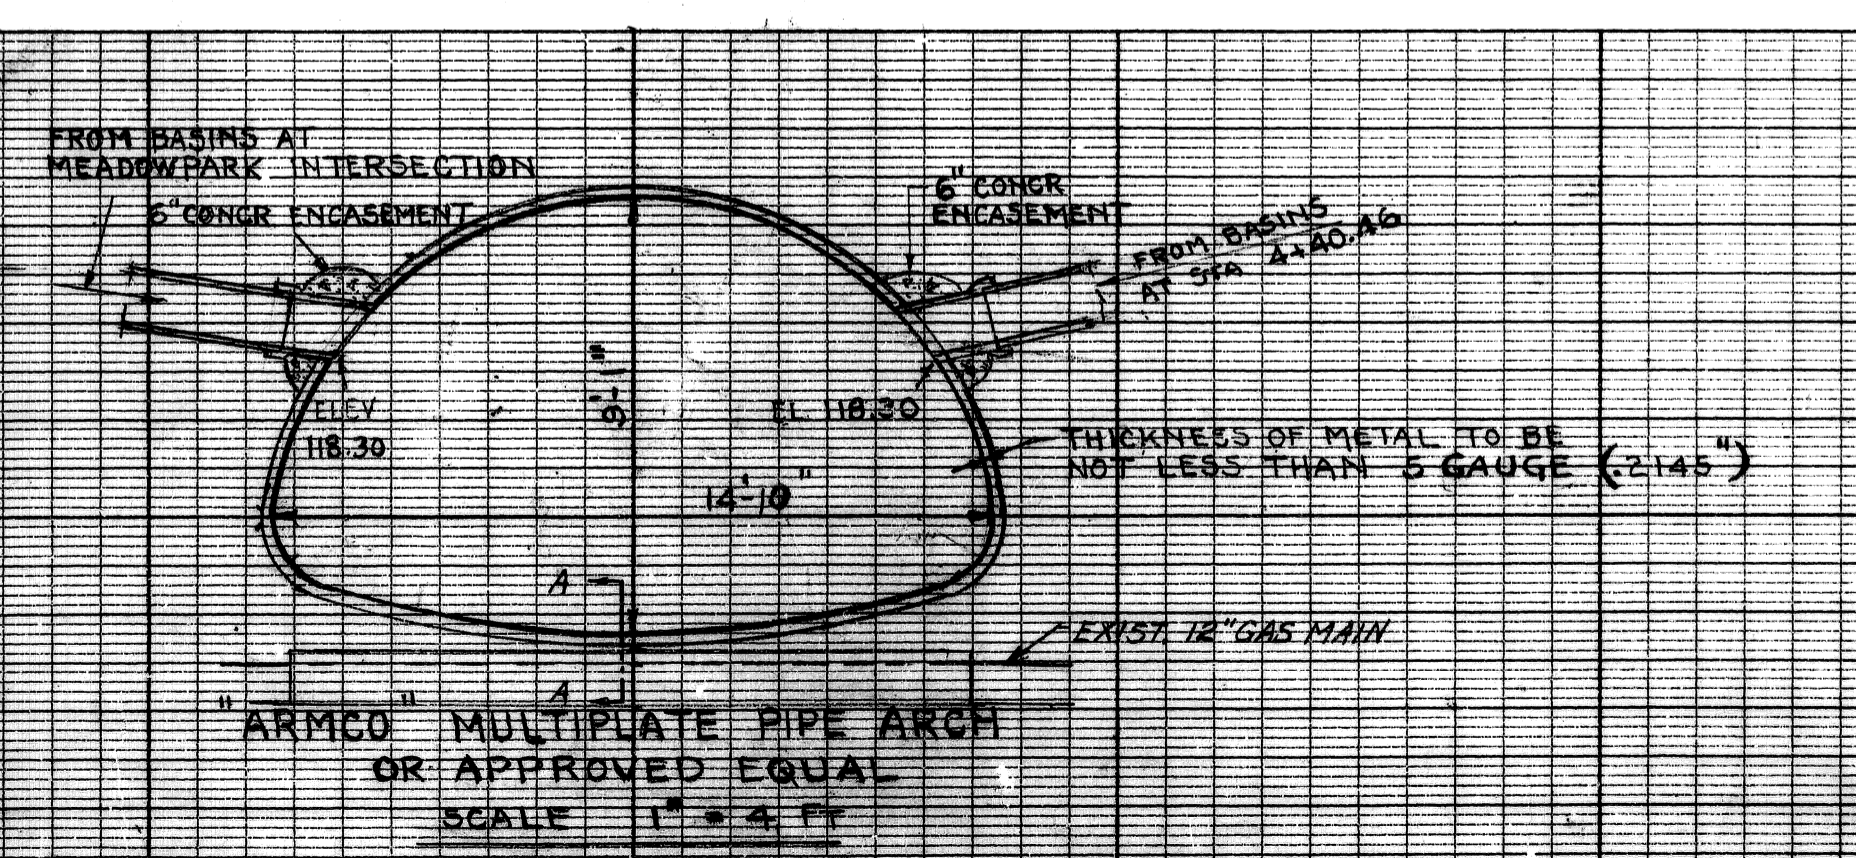 FROM BASINS AT
MEADOWPARK INTERSECTION
6" CONCR ENCASEMENT
6" CONCR
ENCASEMENT
FROM BASINS
AT STA 4+40.46
9'-1"
ELEV
118.30
EL. 118.30
THICKNESS OF METAL TO BE
NOT LESS THAN 5 GAUGE (.2145")
14'-10"
A
EXIST. 12" GAS MAIN
A
"ARMCO" MULTIPLATE PIPE ARCH
OR APPROVED EQUAL
SCALE 1" = 4 FT